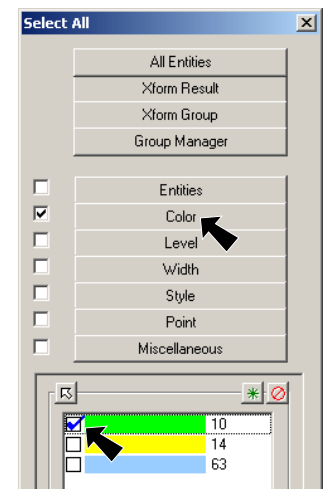 Select All
All Entities
Xform Result
Xform Group
Group Manager
Entities
Color
Level
Width
Style
Point
Miscellaneous
10
14
63